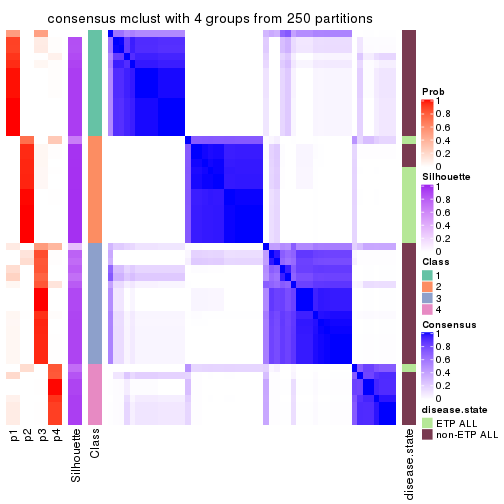 consensus mclust with 4 groups from 250 partitions
Prob
1
0.8
0.6
0.4
0.2
0
Silhouette
1
0.8
0.6
0.4
0.2
0
Class
1
2
3
4
Consensus
1
0.8
0.6
0.4
0.2
0
disease.state
ETP ALL
non-ETP ALL
p1
p2
p3
p4
Silhouette
Class
disease.state